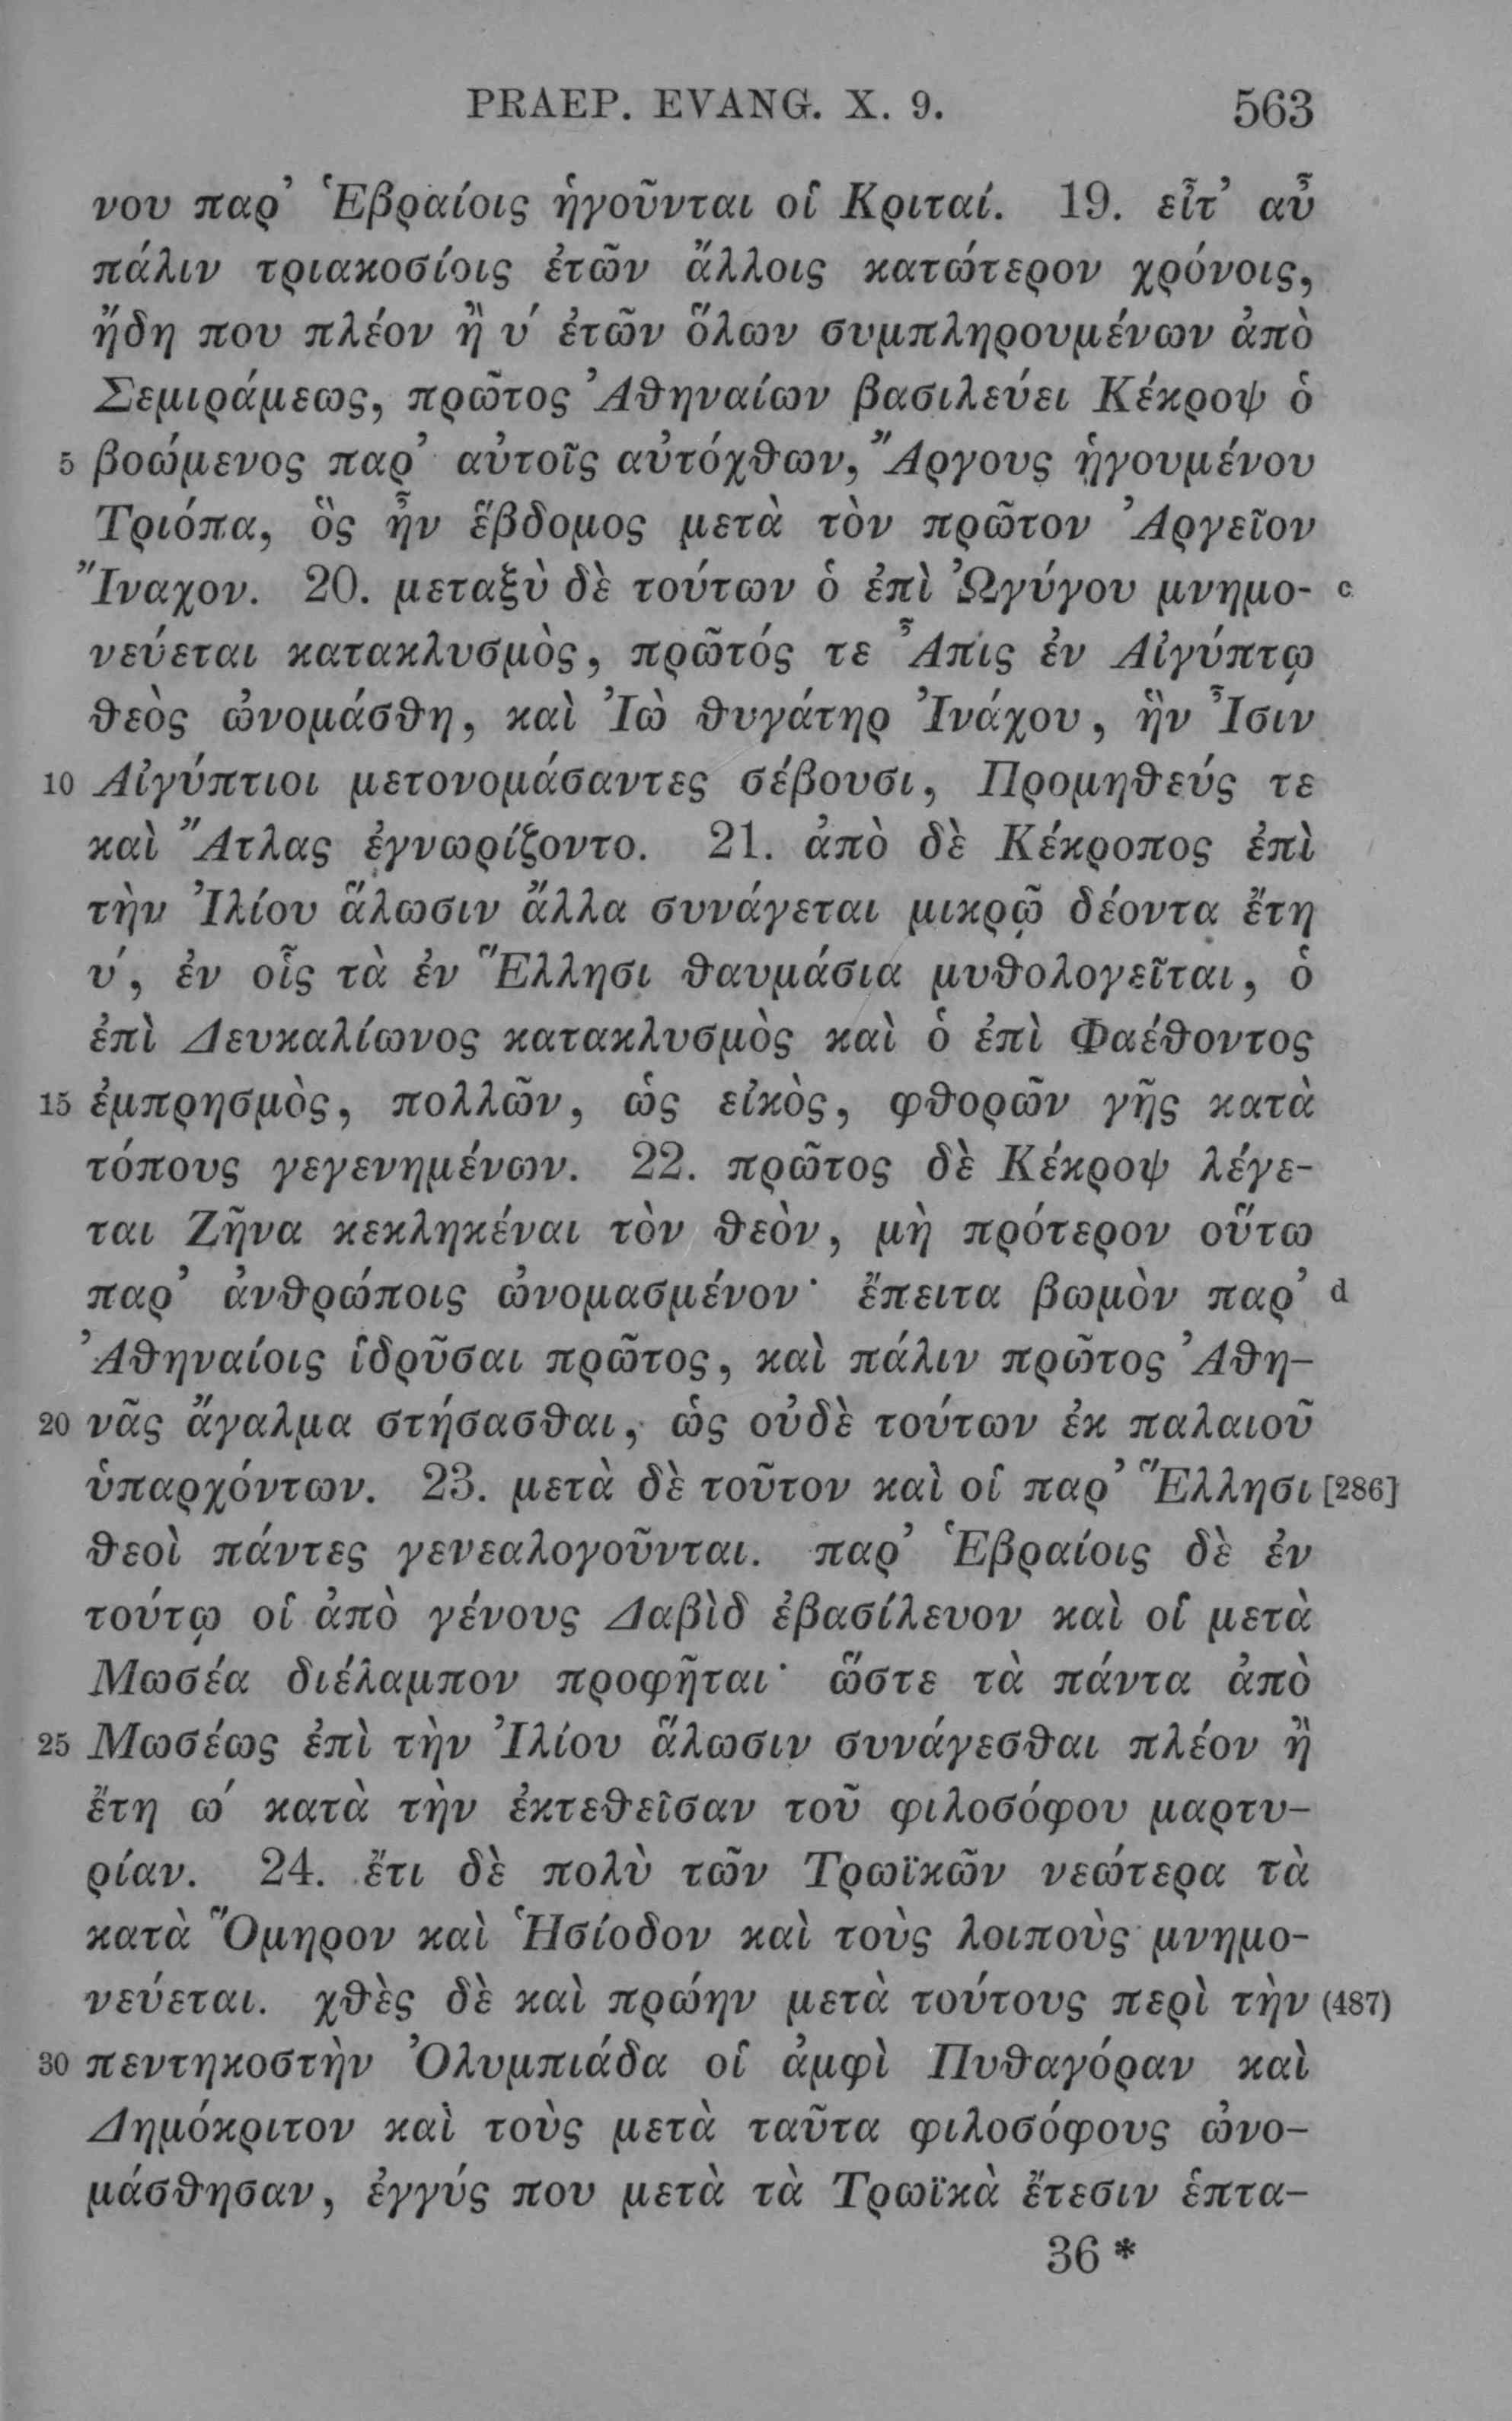 PRAEP. EVANG. X. 9. 563
νου παρ’ Ἑβραίοις ἡγοῦνται οἱ Κριταί. 19. εἶτ’ αὖ
πάλιν τριακοσίοις ἐτῶν ἄλλοις κατώτερον χρόνοις,
ἤδη που πλέον ἢ υ′ ἐτῶν ὅλων συμπληρουμένων ἀπὸ
Σεμιράμεως, πρῶτος Ἀθηναίων βασιλεύει Κέκροψ ὁ
5 βοώμενος παρ’ αὐτοῖς αὐτόχθων, Ἄργους ἡγουμένου
Τριόπα, ὃς ἦν ἕβδομος μετὰ τὸν πρῶτον Ἀργεῖον
Ἴναχον. 20. μεταξὺ δὲ τούτων ὁ ἐπὶ Ὠγύγου μνημο- c
νεύεται κατακλυσμὸς, πρῶτός τε Ἆπις ἐν Αἰγύπτῳ
θεὸς ὠνομάσθη, καὶ Ἰὼ θυγάτηρ Ἰνάχου, ἣν Ἶσιν
10 Αἰγύπτιοι μετονομάσαντες σέβουσι, Προμηθεύς τε
καὶ Ἄτλας ἐγνωρίζοντο. 21. ἀπὸ δὲ Κέκροπος ἐπὶ
τὴν Ἰλίου ἅλωσιν ἄλλα συνάγεται μικρῷ δέοντα ἔτη
υ′, ἐν οἷς τὰ ἐν Ἕλλησι θαυμάσια μυθολογεῖται, ὁ
ἐπὶ Δευκαλίωνος κατακλυσμὸς καὶ ὁ ἐπὶ Φαέθοντος
15 ἐμπρησμὸς, πολλῶν, ὡς εἰκὸς, φθορῶν γῆς κατὰ
τόπους γεγενημένων. 22. πρῶτος δὲ Κέκροψ λέγε-
ται Ζῆνα κεκληκέναι τὸν θεὸν, μὴ πρότερον οὕτω
παρ’ ἀνθρώποις ὠνομασμένον· ἔπειτα βωμὸν παρ’ d
Ἀθηναίοις ἱδρῦσαι πρῶτος, καὶ πάλιν πρῶτος Ἀθη-
20 νᾶς ἄγαλμα στήσασθαι, ὡς οὐδὲ τούτων ἐκ παλαιοῦ
ὑπαρχόντων. 23. μετὰ δὲ τοῦτον καὶ οἱ παρ’ Ἕλλησι [286]
θεοὶ πάντες γενεαλογοῦνται. παρ’ Ἑβραίοις δὲ ἐν
τούτῳ οἱ ἀπὸ γένους Δαβὶδ ἐβασίλευον καὶ οἱ μετὰ
Μωσέα διέλαμπον προφῆται· ὥστε τὰ πάντα ἀπὸ
25 Μωσέως ἐπὶ τὴν Ἰλίου ἅλωσιν συνάγεσθαι πλέον ἢ
ἔτη ω′ κατὰ τὴν ἐκτεθεῖσαν τοῦ φιλοσόφου μαρτυ-
ρίαν. 24. ἔτι δὲ πολὺ τῶν Τρωϊκῶν νεώτερα τὰ
κατὰ Ὅμηρον καὶ Ἡσίοδον καὶ τοὺς λοιποὺς μνημο-
νεύεται. χθὲς δὲ καὶ πρώην μετὰ τούτους περὶ τὴν (487)
30 πεντηκοστὴν Ὀλυμπιάδα οἱ ἀμφὶ Πυθαγόραν καὶ
Δημόκριτον καὶ τοὺς μετὰ ταῦτα φιλοσόφους ὠνο-
μάσθησαν, ἐγγύς που μετὰ τὰ Τρωϊκὰ ἔτεσιν ἑπτα-
36 *